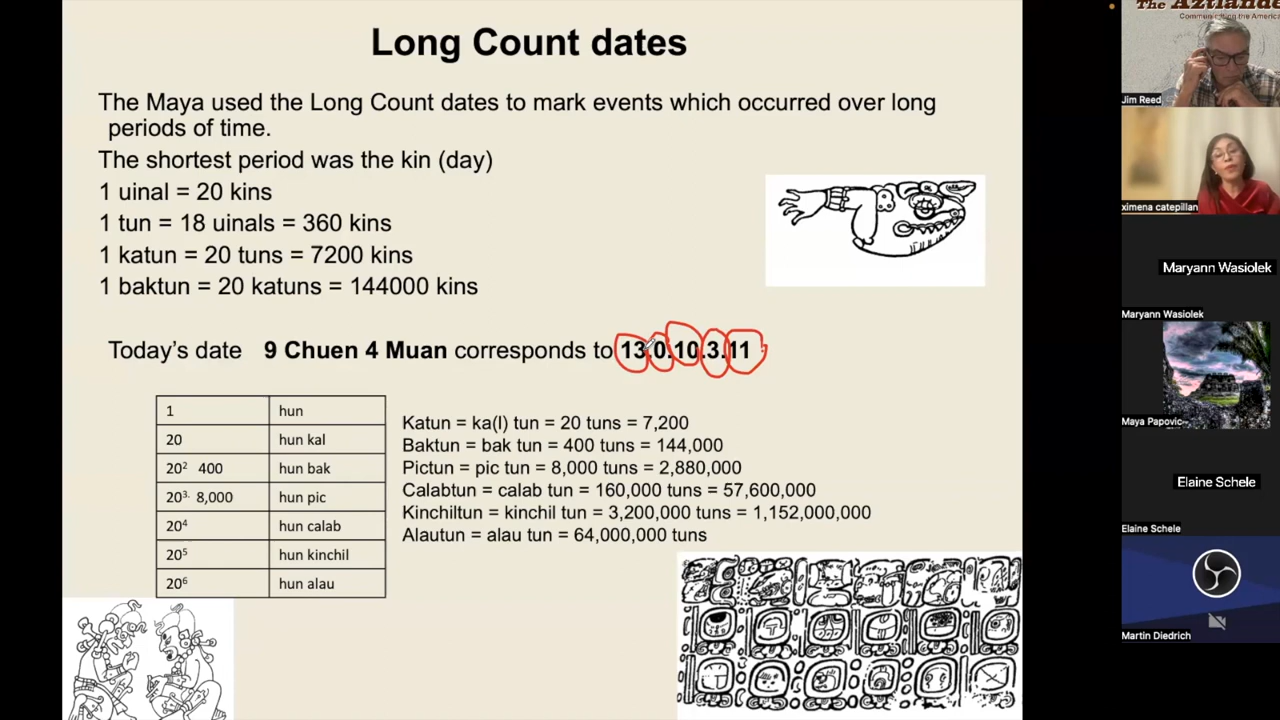 Long Count dates
The Maya used the Long Count dates to mark events which occurred over long
periods of time.
The shortest period was the kin (day)
1 uinal = 20 kins
1 tun = 18 uinals = 360 kins
1 katun = 20 tuns = 7200 kins
1 baktun = 20 katuns = 144000 kins
Today's date 9 Chuen 4 Muan corresponds to 13.0.10.3.11
1 hun
20 hun kal
20² 400 hun bak
20³· 8,000 hun pic
20⁴ hun calab
20⁵ hun kinchil
20⁶ hun alau
Katun = ka(l) tun = 20 tuns = 7,200
Baktun = bak tun = 400 tuns = 144,000
Pictun = pic tun = 8,000 tuns = 2,880,000
Calabtun = calab tun = 160,000 tuns = 57,600,000
Kinchiltun = kinchil tun = 3,200,000 tuns = 1,152,000,000
Alautun = alau tun = 64,000,000 tuns
The Aztlande
Communicating the America
Jim Reed
ximena catepillan
Maryann Wasiolek
Maryann Wasiolek
Maya Papovic
Elaine Schele
Elaine Schele
Martin Diedrich